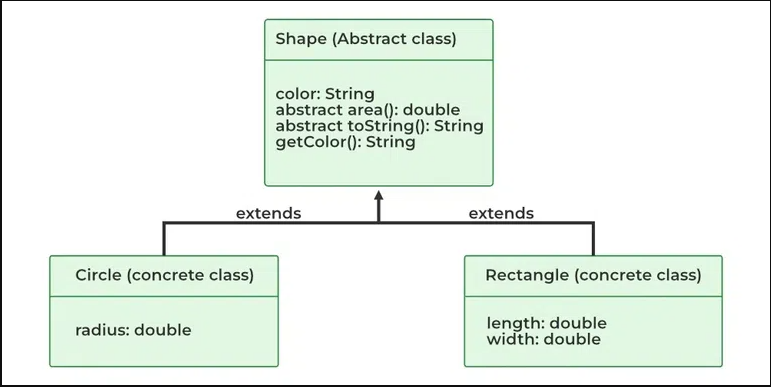 Shape (Abstract class)
color: String
abstract area(): double
abstract toString(): String
getColor(): String
extends
extends
Circle (concrete class)
radius: double
Rectangle (concrete class)
length: double
width: double